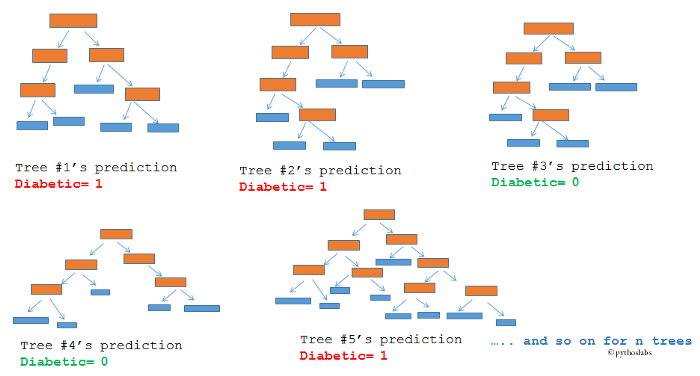 Tree #1's prediction
Diabetic= 1
Tree #2's prediction
Diabetic= 1
Tree #3's prediction
Diabetic= 0
Tree #4's prediction
Diabetic= 0
Tree #5's prediction
Diabetic= 1
….. and so on for n trees
© pythoslabs